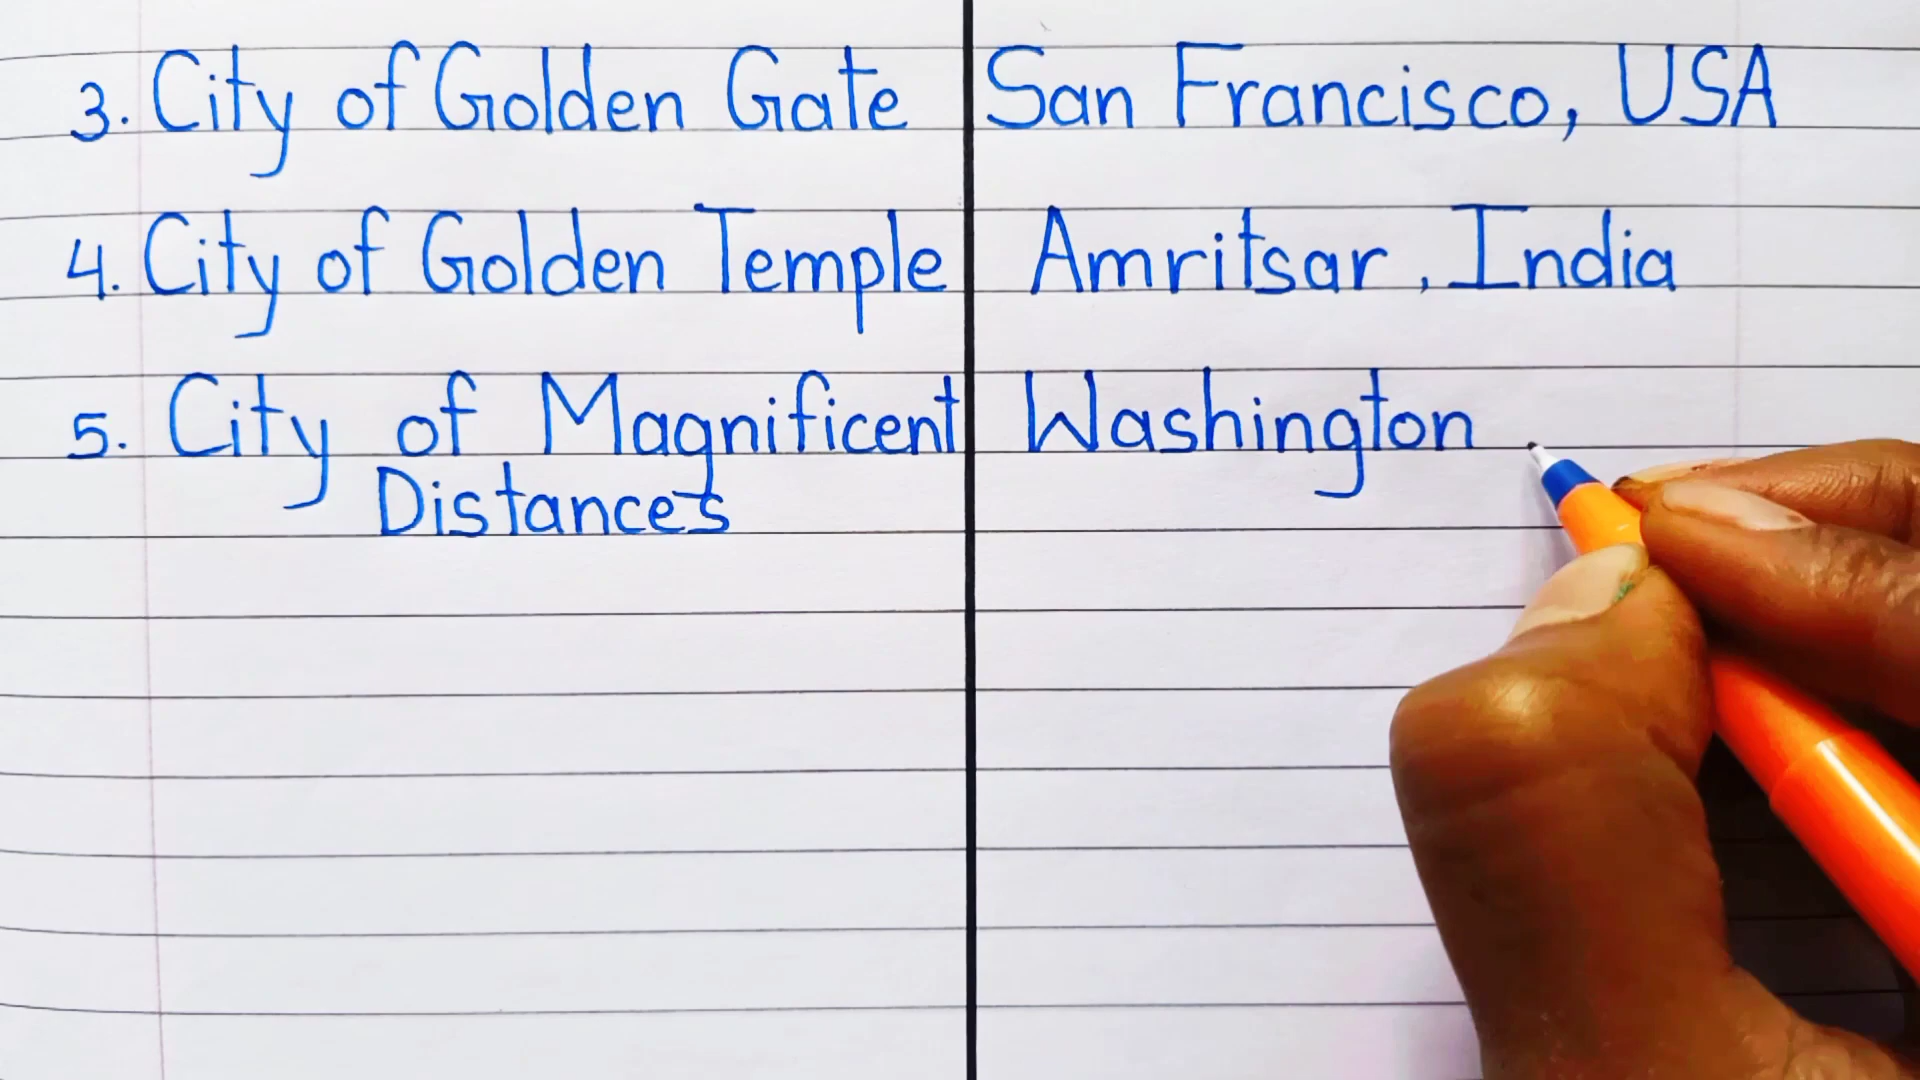 3. City of Golden Gate San Francisco, USA
4. City of Golden Temple Amritsar, India
5. City of Magnificent Washington
Distances